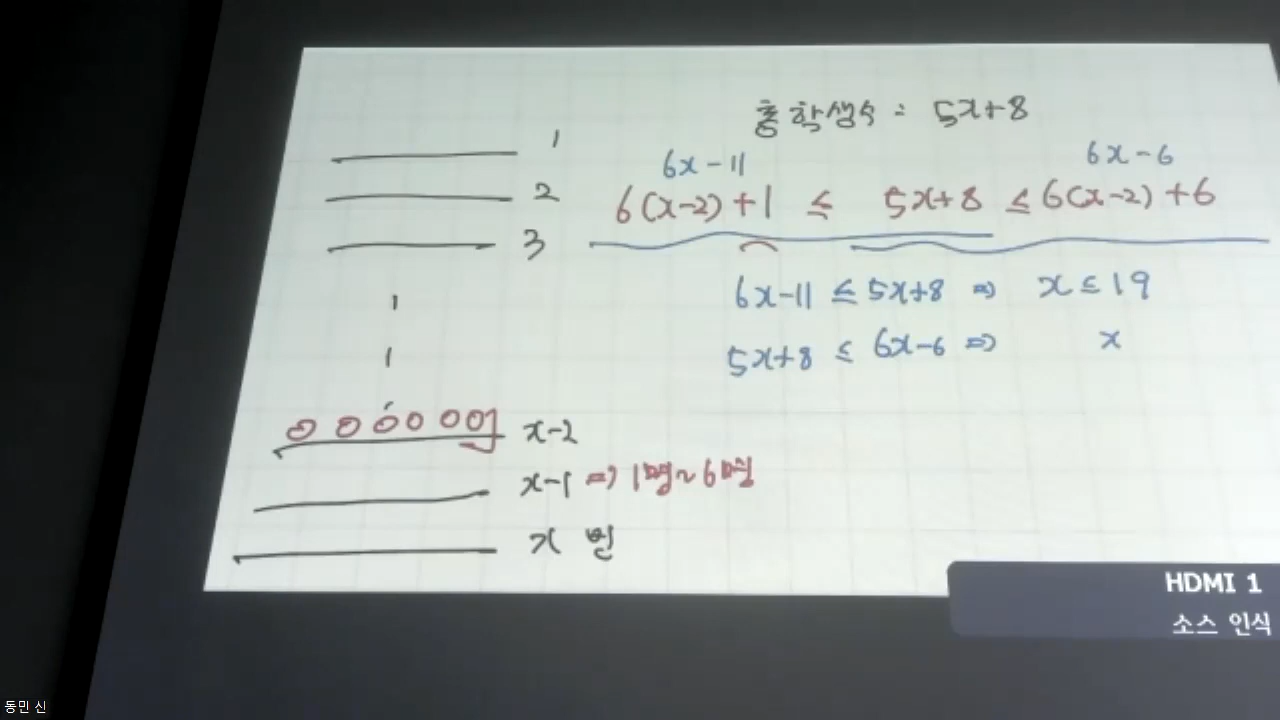 총 학생수 : 5x+8
1
2
3
6x-11
6x-6
6(x-2)+1 ≤ 5x+8 ≤ 6(x-2)+6
6x-11 ≤ 5x+8 ⇒ x ≤ 19
5x+8 ≤ 6x-6 ⇒ x
x-2
x-1 ⇒ 1명~6명
x 번
HDMI 1
소스 인식
동민 신